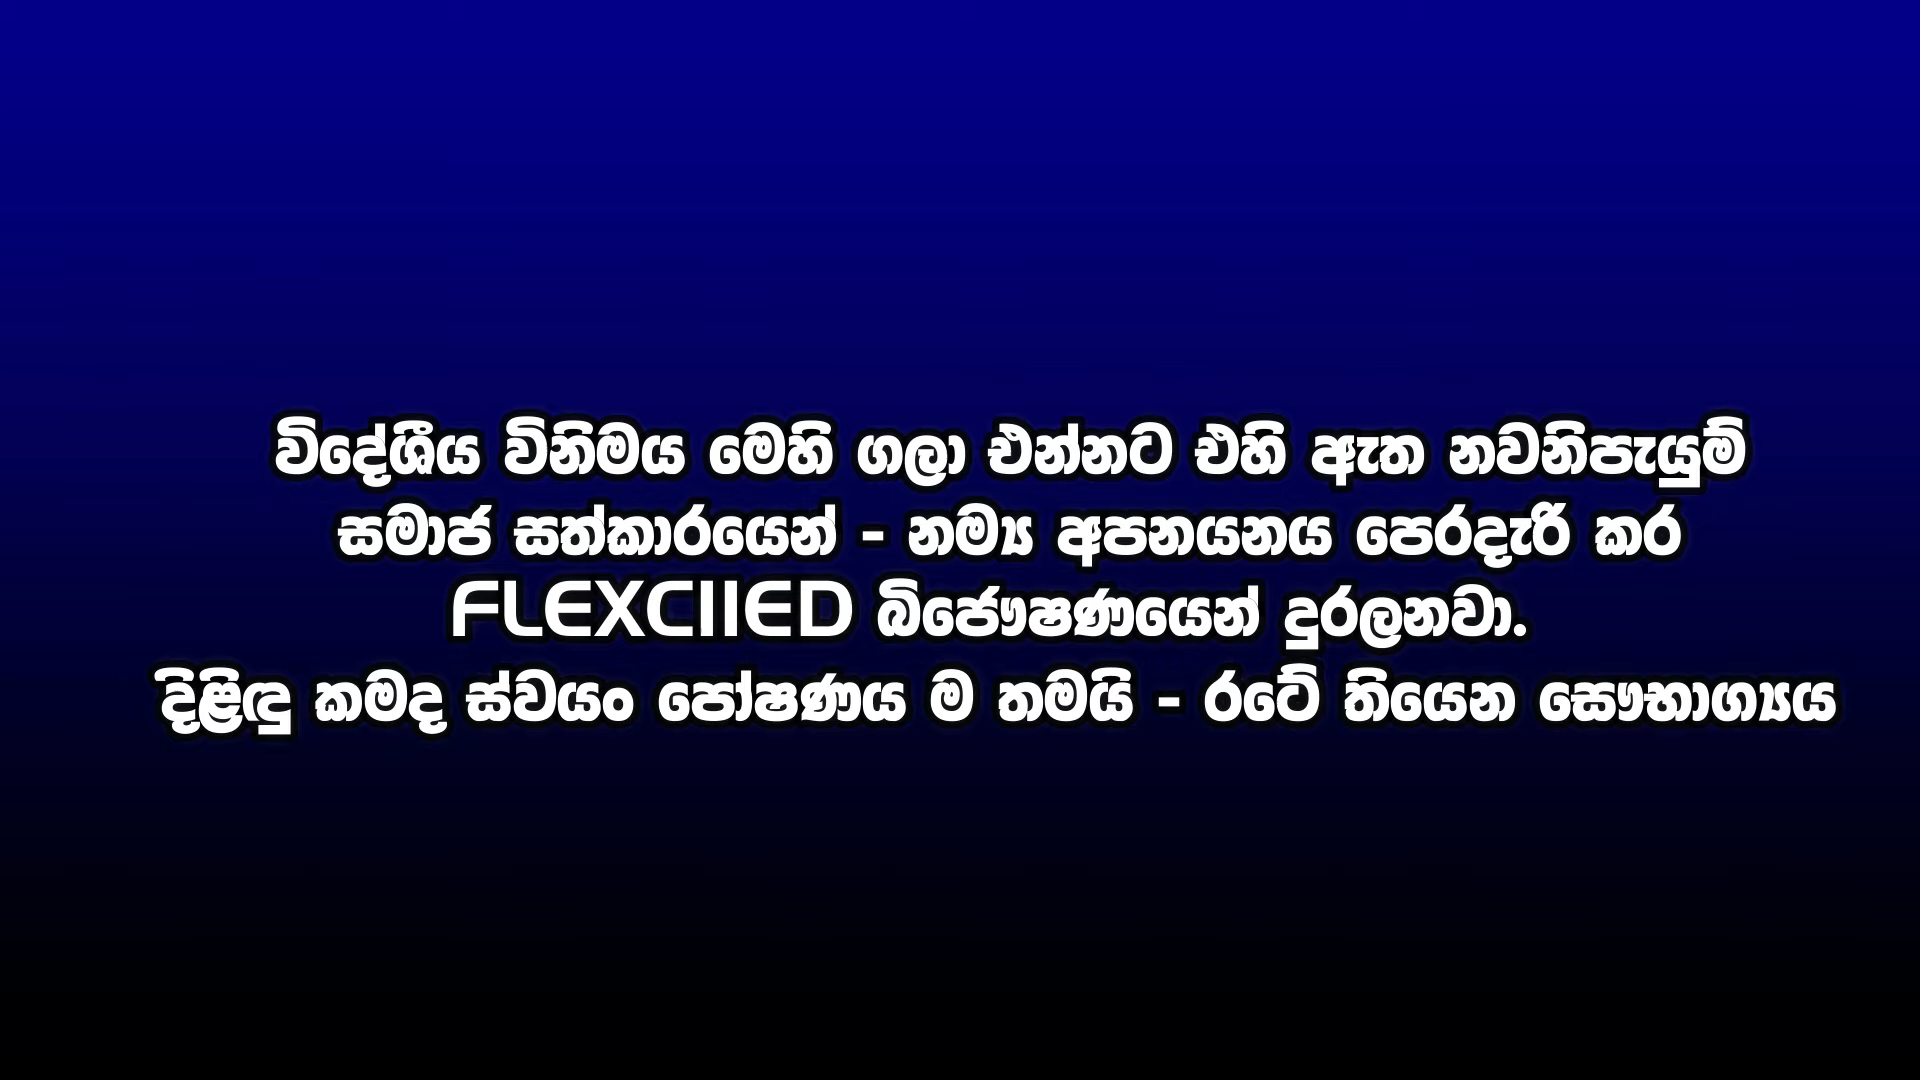 විදේශීය විනිමය මෙහි ගලා එන්නට එහි ඇත නවනිපැයුම්
සමාජ සත්කාරයෙන් - නම්‍ය අපනයනය පෙරදැරි කර
FLEXCIIED ඛිජෞෂණයෙන් දුරලනවා.
දිළිඳු කමද ස්වයං පෝෂණය ම තමයි - රටේ තියෙන සෞභාග්‍යය